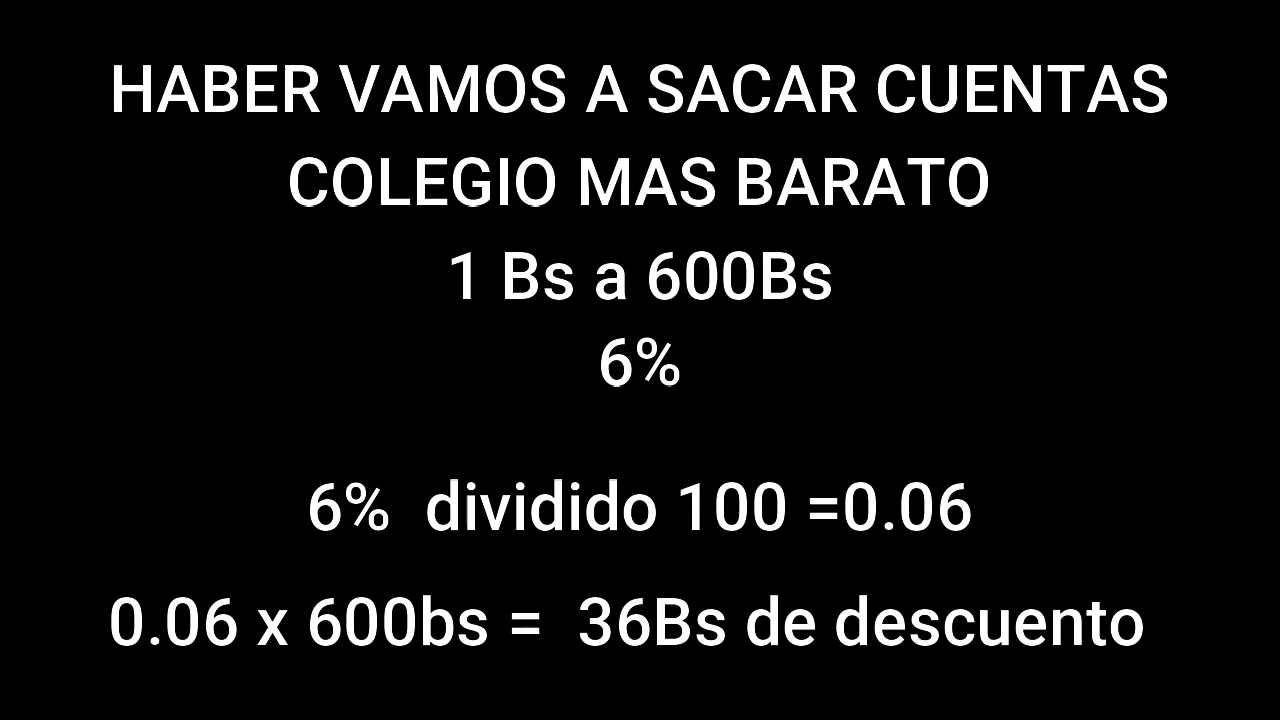 HABER VAMOS A SACAR CUENTAS
COLEGIO MAS BARATO
1 Bs a 600Bs
6%
6% dividido 100 =0.06
0.06 x 600bs = 36Bs de descuento